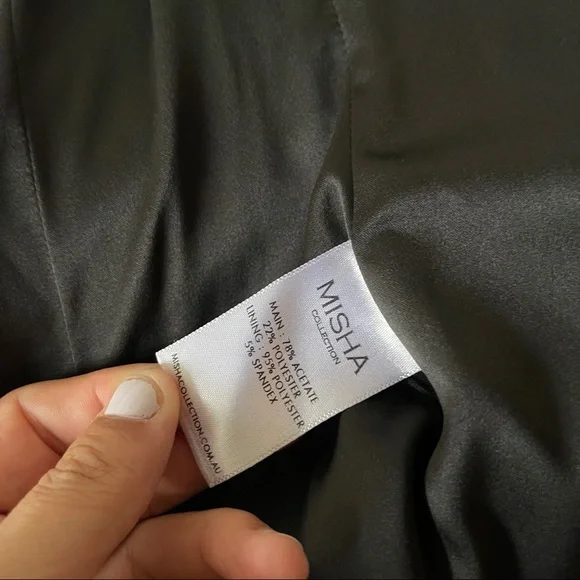 MISHA
COLLECTION
MAIN : 78% ACETATE
22% POLYESTER
LINING : 95% POLYESTER
5% SPANDEX
MISHACOLLECTION.COM.AU